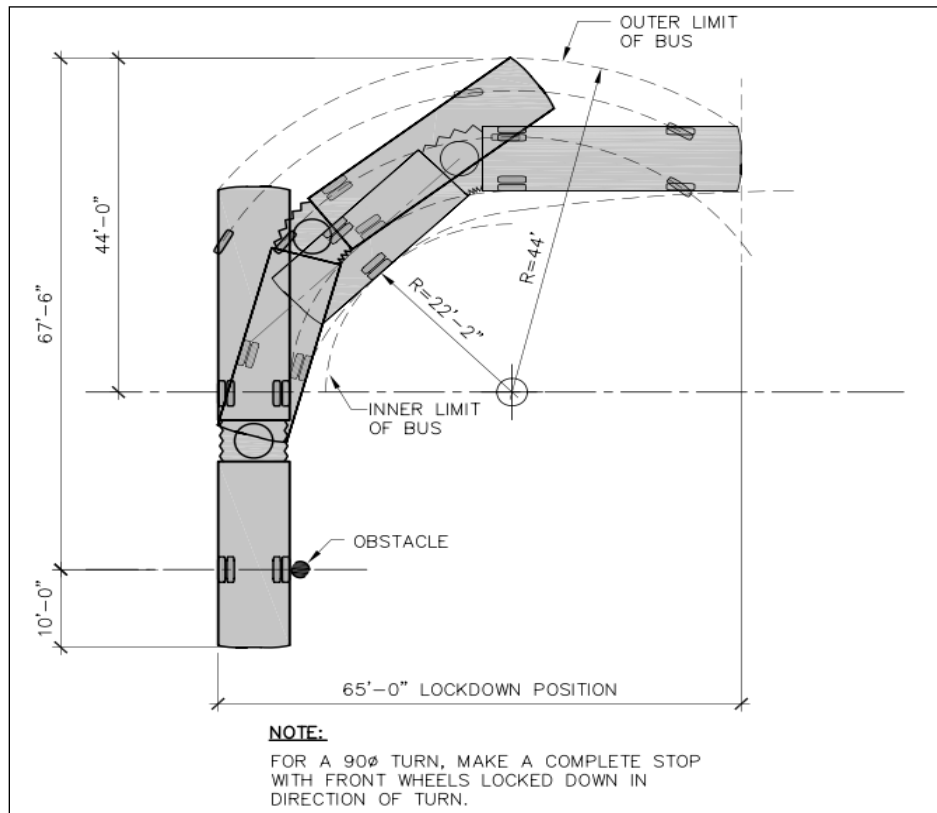 OUTER LIMIT
OF BUS
44'-0"
67'-6"
R=44'
R=22'-2"
INNER LIMIT
OF BUS
OBSTACLE
10'-0"
65'-0" LOCKDOWN POSITION
NOTE:
FOR A 90ø TURN, MAKE A COMPLETE STOP
WITH FRONT WHEELS LOCKED DOWN IN
DIRECTION OF TURN.